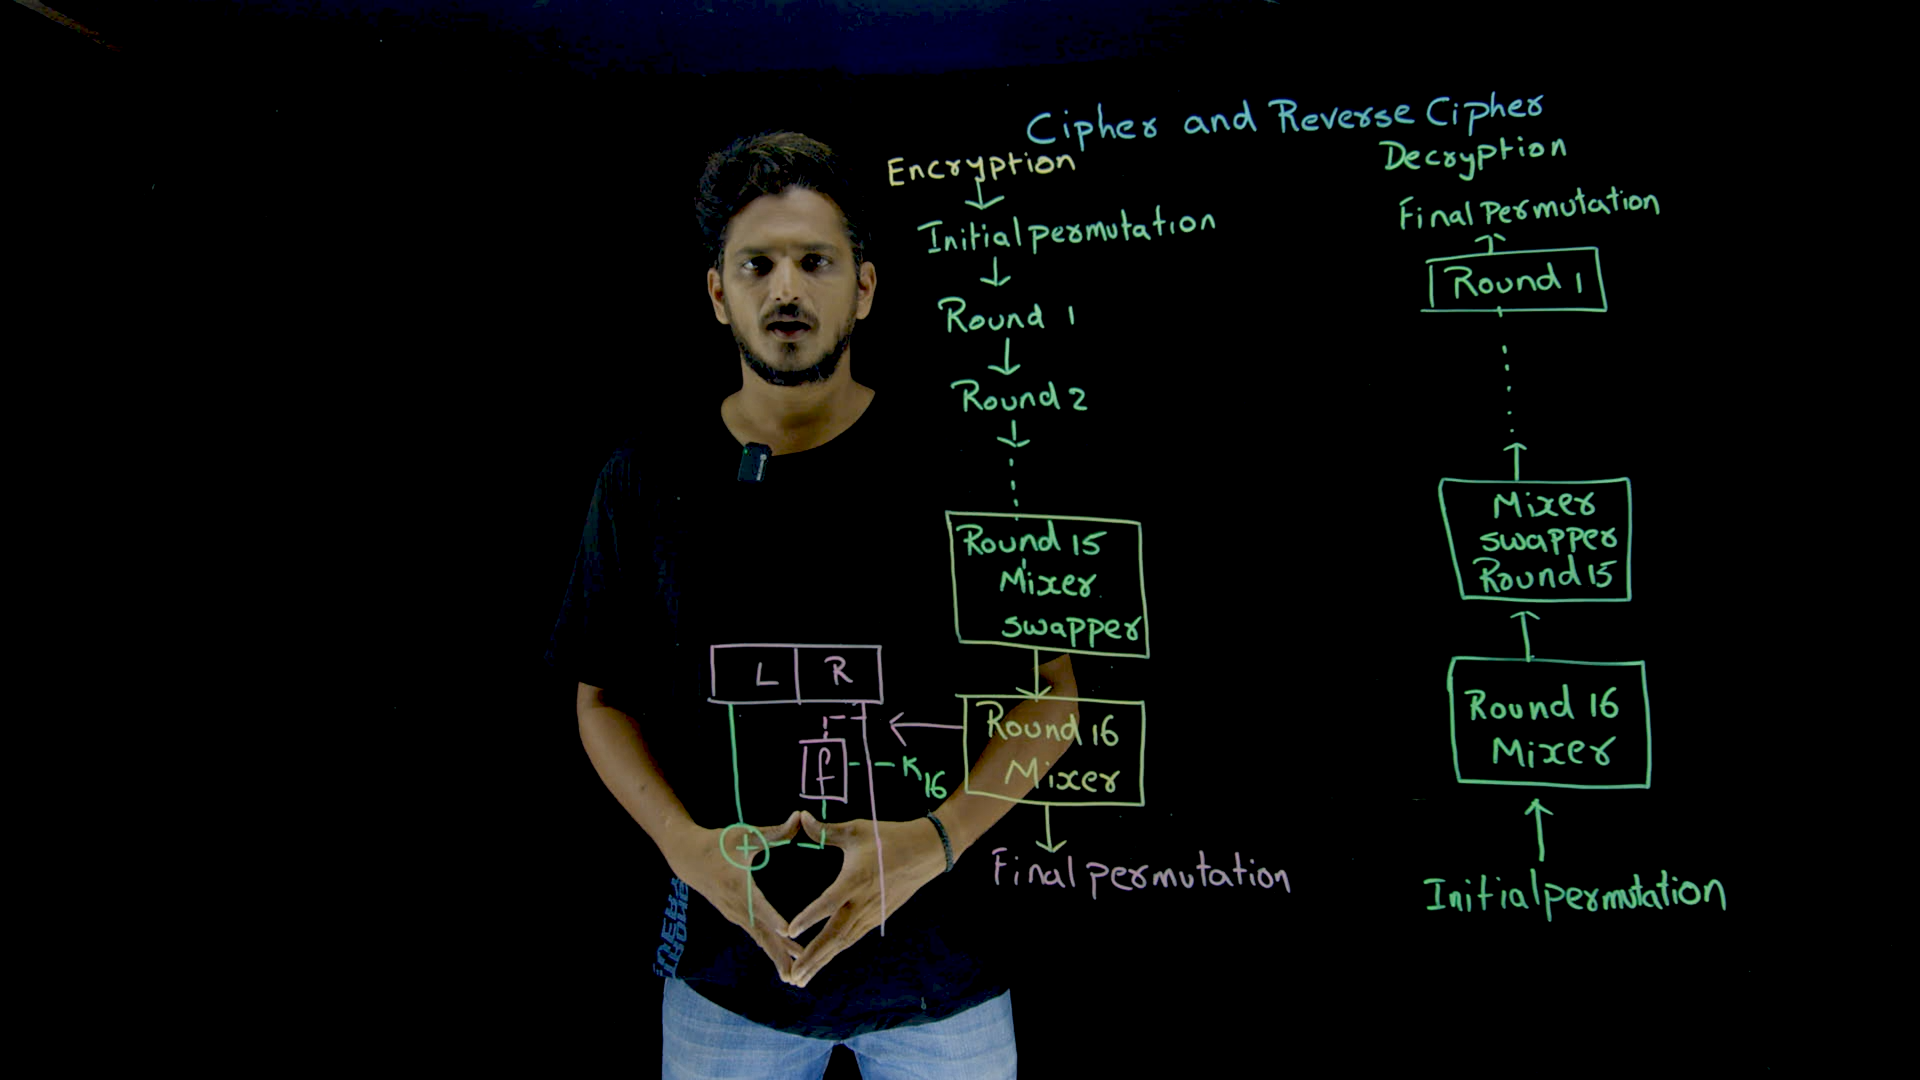 Cipher and Reverse Cipher
Encryption
Initial permutation
Round 1
Round 2
Round 15
Mixer
swapper
L R
f
K16
Round 16
Mixer
Final permutation
Decryption
Final Permutation
Round 1
Mixer
swapper
Round 15
Round 16
Mixer
Initial permutation